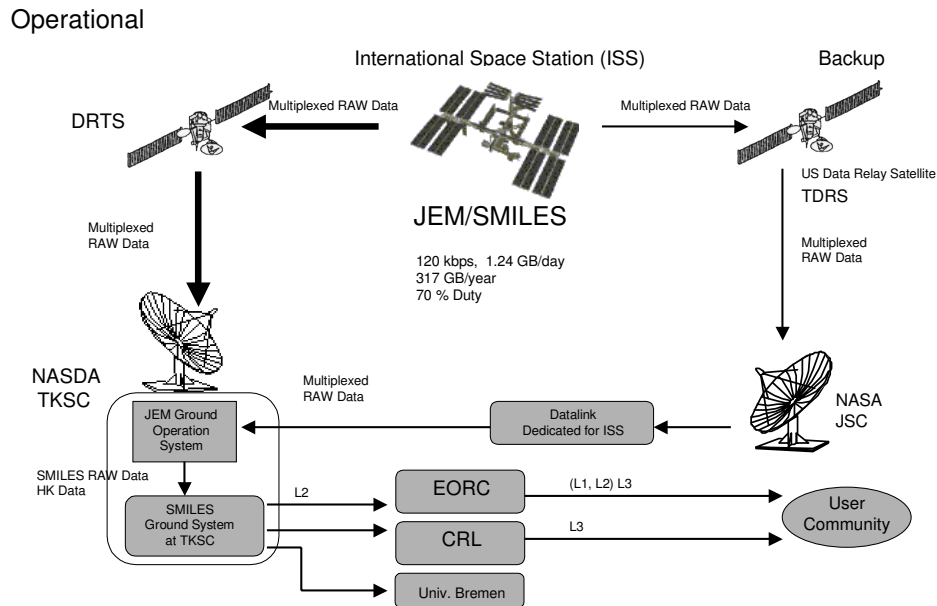 Operational
International Space Station (ISS)
Backup
DRTS
Multiplexed RAW Data
Multiplexed RAW Data
US Data Relay Satellite
TDRS
JEM/SMILES
120 kbps,  1.24 GB/day
317 GB/year
70 % Duty
Multiplexed
RAW Data
Multiplexed
RAW Data
NASDA
TKSC
Multiplexed
RAW Data
NASA
JSC
JEM Ground
Operation
System
Datalink
Dedicated for ISS
SMILES RAW Data
HK Data
SMILES
Ground System
at TKSC
L2
EORC
(L1, L2) L3
CRL
L3
User
Community
Univ. Bremen